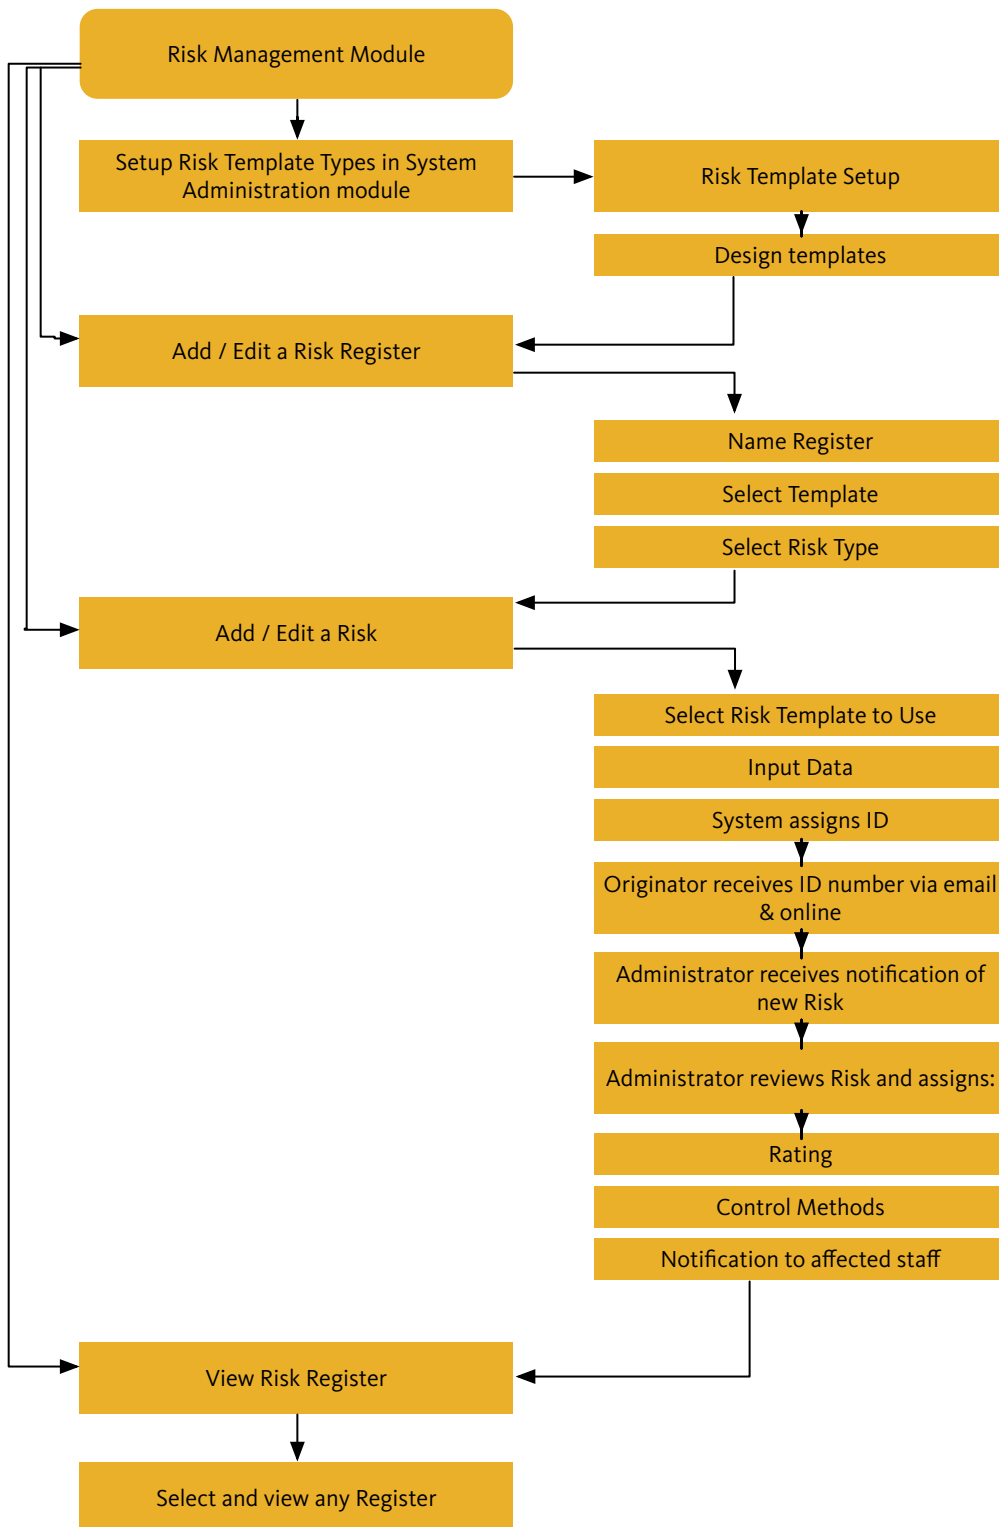 Risk Management Module
Setup Risk Template Types in System
Administration module
Risk Template Setup
Design templates
Add / Edit a Risk Register
Name Register
Select Template
Select Risk Type
Add / Edit a Risk
Select Risk Template to Use
Input Data
System assigns ID
Originator receives ID number via email
& online
Administrator receives notification of
new Risk
Administrator reviews Risk and assigns:
Rating
Control Methods
Notification to affected staff
View Risk Register
Select and view any Register